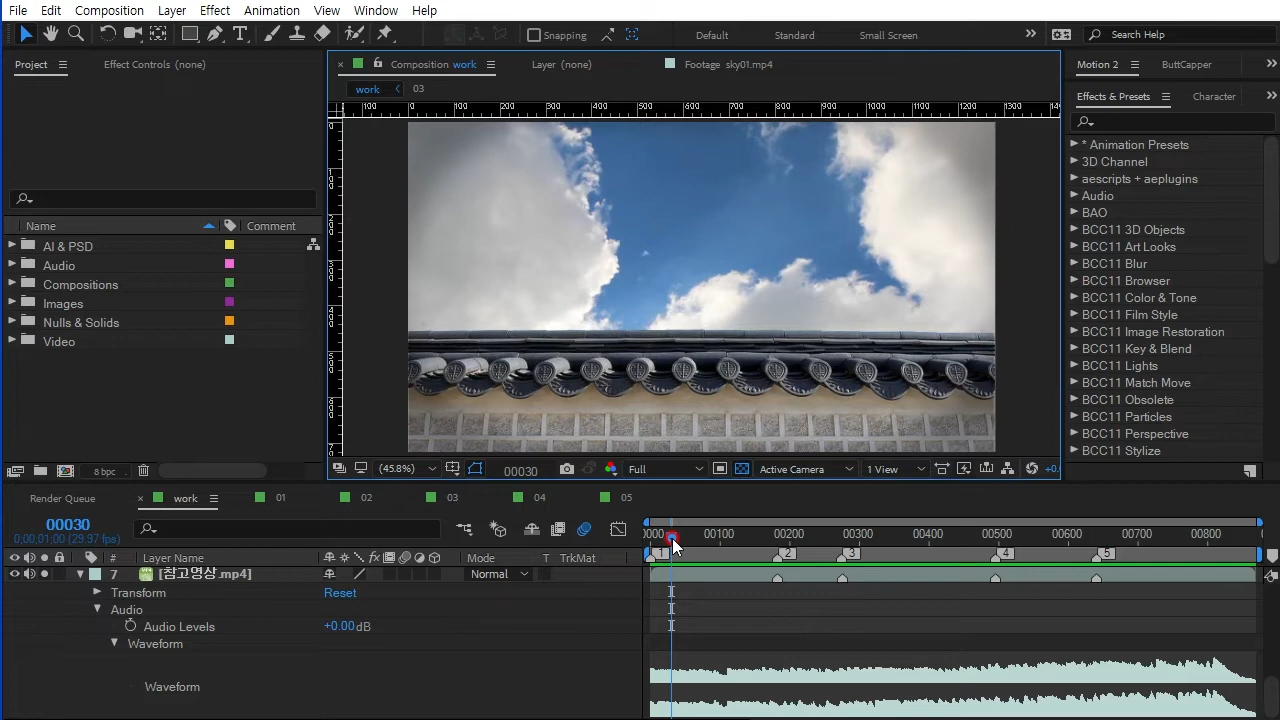 File Edit Composition Layer Effect Animation View Window Help
Snapping Default Standard Small Screen Search Help
Project Effect Controls (none) Composition work Layer (none) Footage sky01.mp4 Motion 2 ButtCapper
work 03 Effects & Presets Character
100 0 100 200 300 400 500 600 700 800 900 1000 1100 1200 1300
* Animation Presets
3D Channel
aescripts + aeplugins
Audio
BAO
BCC11 3D Objects
BCC11 Art Looks
BCC11 Blur
BCC11 Browser
BCC11 Color & Tone
BCC11 Film Style
BCC11 Image Restoration
BCC11 Key & Blend
BCC11 Lights
BCC11 Match Move
BCC11 Obsolete
BCC11 Particles
BCC11 Perspective
BCC11 Stylize
Name Comment
AI & PSD
Audio
Compositions
Images
Nulls & Solids
Video
8 bpc (45.8%) 00030 Full Active Camera 1 View +0.
Render Queue work 01 02 03 04 05
00030
0;00;01;00 (29.97 fps)
0000 00100 00200 00300 00400 00500 00600 00700 00800
# Layer Name Mode T TrkMat 1 2 3 4 5
7 [참고영상.mp4] Normal
Transform Reset
Audio
Audio Levels +0.00 dB
Waveform
Waveform